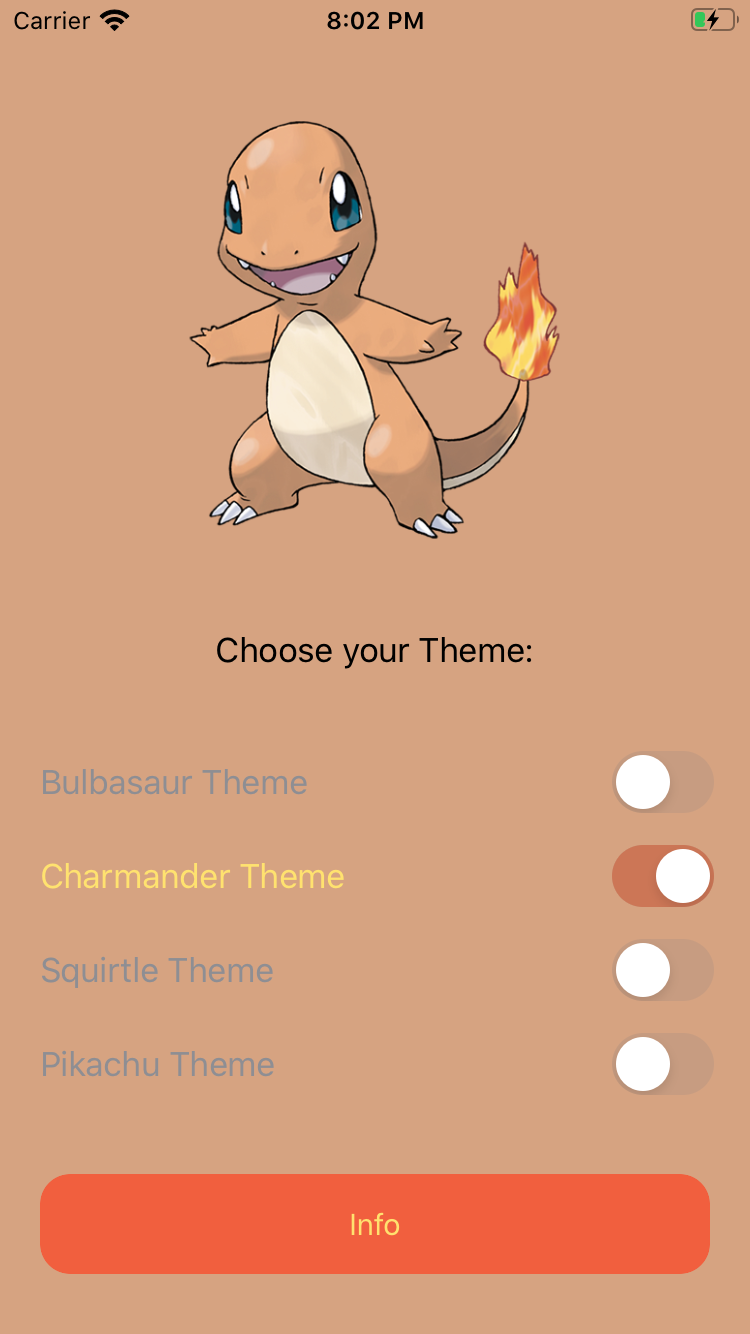 Carrier 8:02 PM
Choose your Theme:
Bulbasaur Theme
Charmander Theme
Squirtle Theme
Pikachu Theme
Info